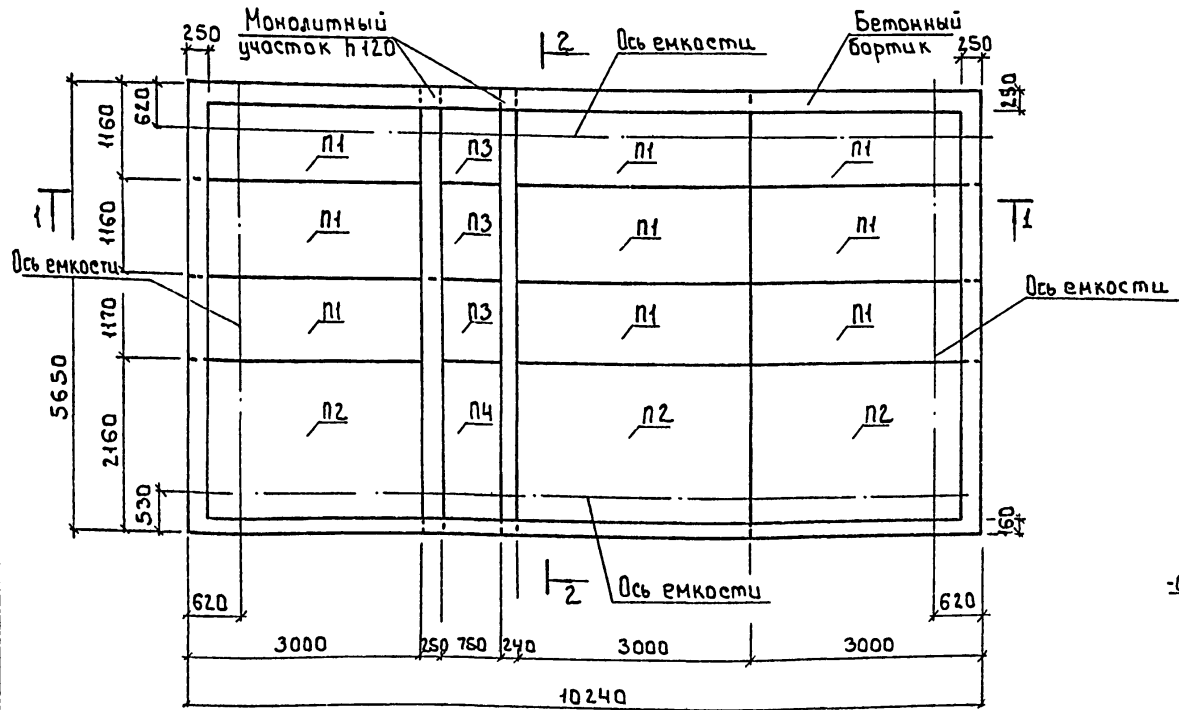 Монолитный
участок h120
Бетонный
бортик
250
2
Ось емкости
250
620
250
1160
П1
П3
П1
П1
1
1160
П1
П3
П1
П1
1
Ось емкости
Ось емкости
1170
П1
П3
П1
П1
5650
2160
П2
П4
П2
П2
530
160
2
Ось емкости
620
620
3000
250
750
240
3000
3000
10240